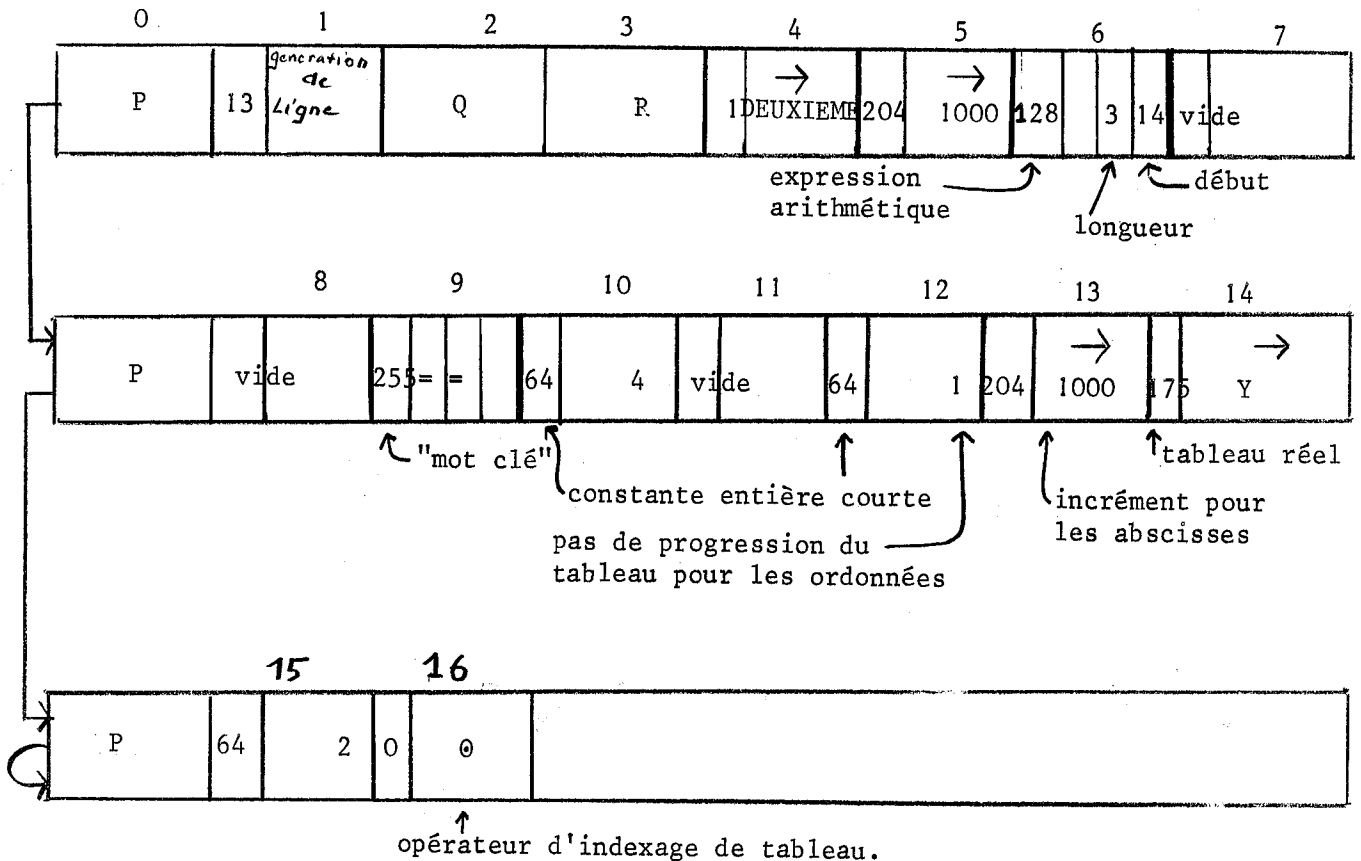 0 1 2 3 4 5 6 7
P 13 generation de Ligne Q R 1 DEUXIEME → 204 1000 → 128 3 14 vide
expression arithmétique
longueur
début
8 9 10 11 12 13 14
P vide 255 = = 64 4 vide 64 1 204 1000 → 175 Y →
"mot clé"
constante entière courte
pas de progression du
tableau pour les ordonnées
incrément pour
les abscisses
tableau réel
15 16
P 64 2 0 ⊙
opérateur d'indexage de tableau.